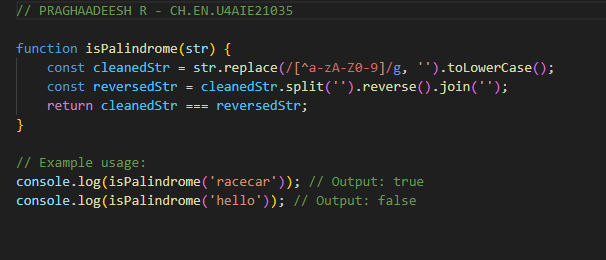 // PRAGHAADEESH R - CH.EN.U4AIE21035
function isPalindrome(str) {
    const cleanedStr = str.replace(/[^a-zA-Z0-9]/g, '').toLowerCase();
    const reversedStr = cleanedStr.split('').reverse().join('');
    return cleanedStr === reversedStr;
}
// Example usage:
console.log(isPalindrome('racecar')); // Output: true
console.log(isPalindrome('hello')); // Output: false